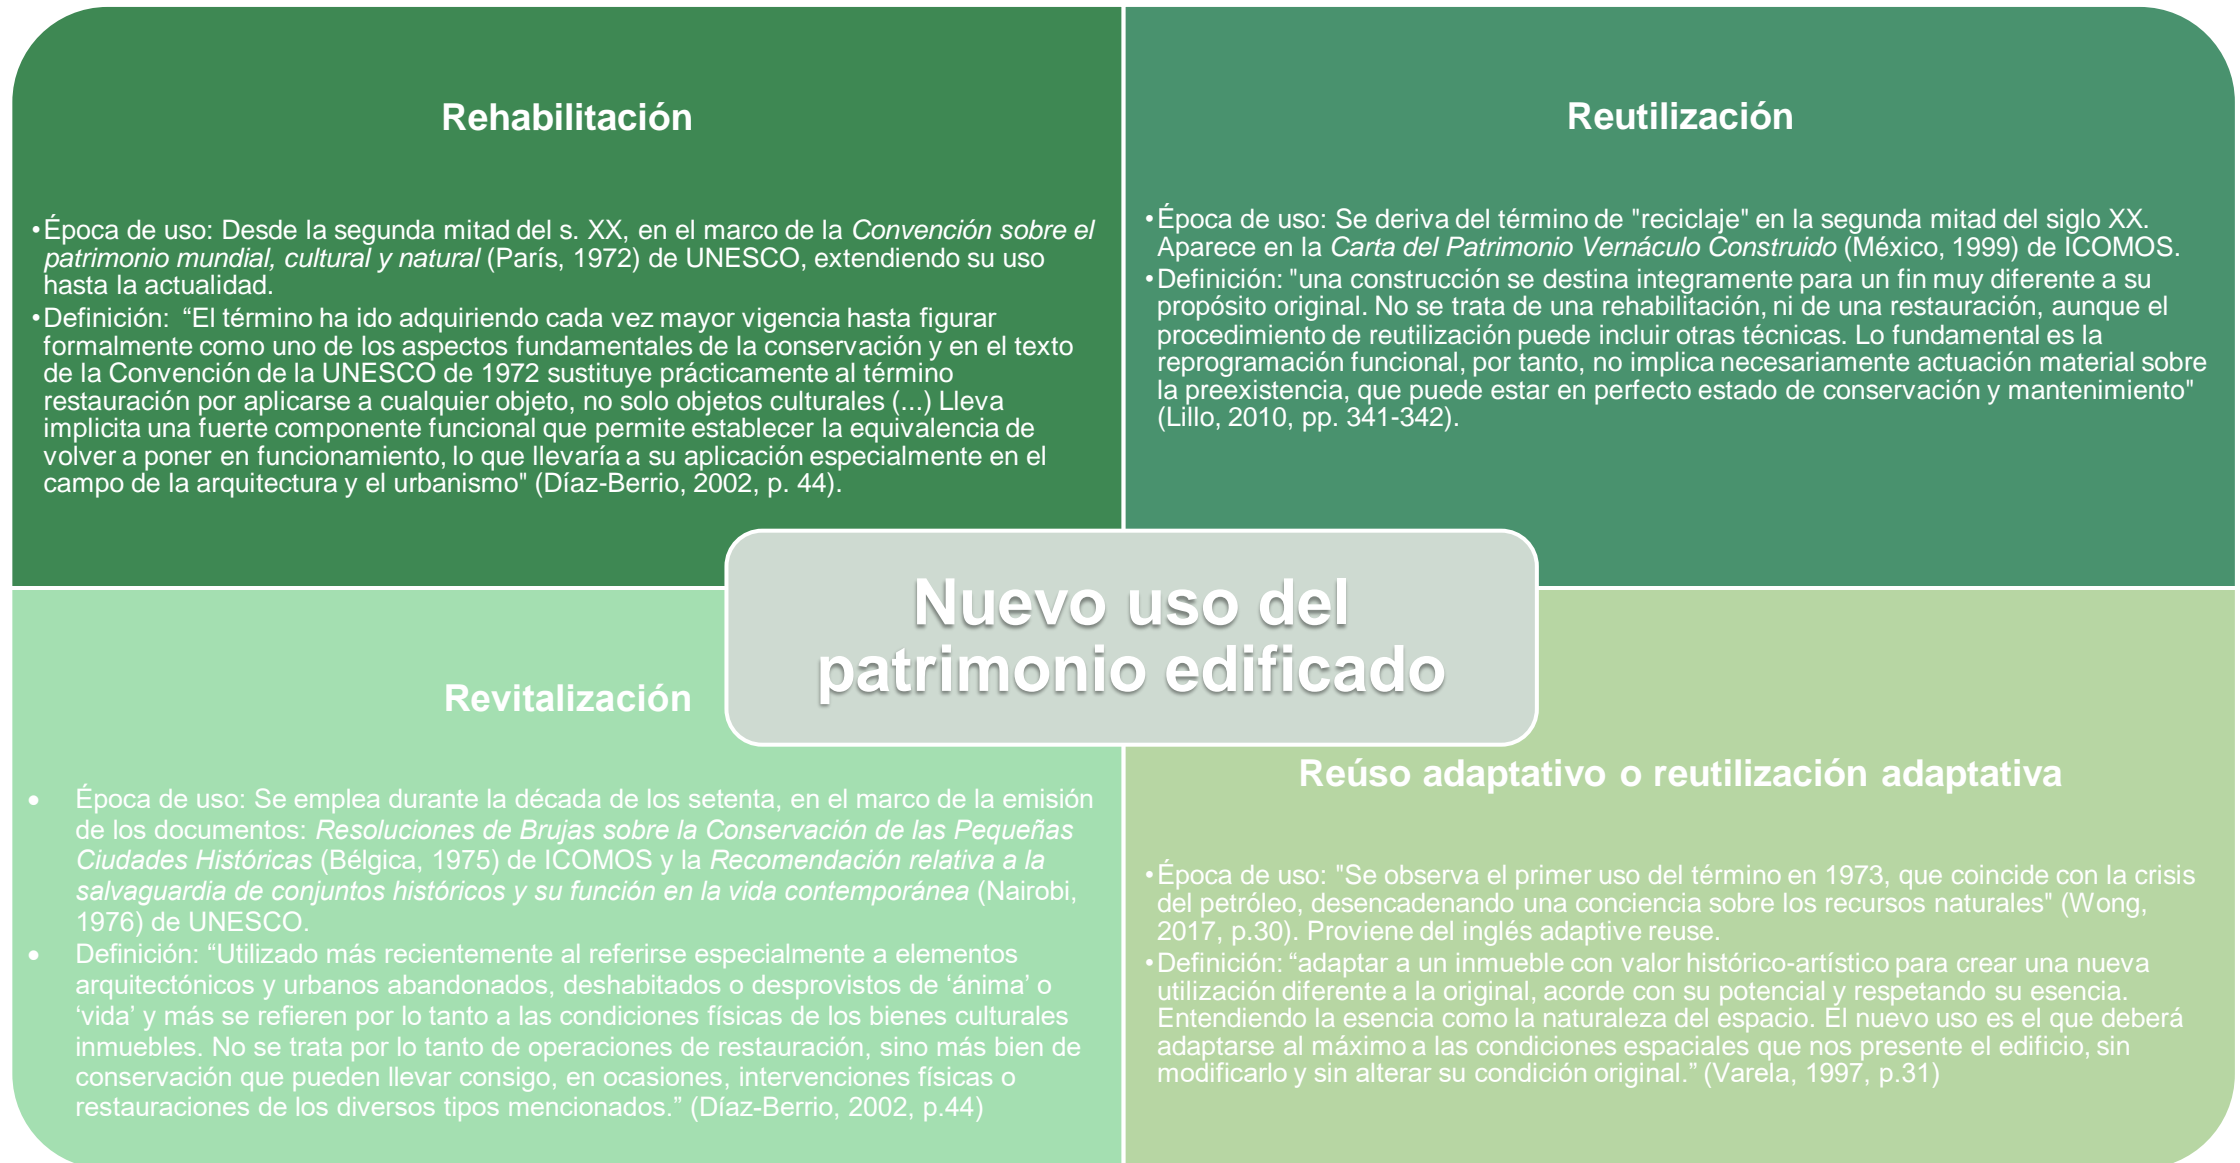 Rehabilitación
•Época de uso: Desde la segunda mitad del s. XX, en el marco de la Convención sobre el
patrimonio mundial, cultural y natural (París, 1972) de UNESCO, extendiendo su uso
hasta la actualidad.
•Definición: “El término ha ido adquiriendo cada vez mayor vigencia hasta figurar
formalmente como uno de los aspectos fundamentales de la conservación y en el texto
de la Convención de la UNESCO de 1972 sustituye prácticamente al término
restauración por aplicarse a cualquier objeto, no solo objetos culturales (...) Lleva
implicita una fuerte componente funcional que permite establecer la equivalencia de
volver a poner en funcionamiento, lo que llevaría a su aplicación especialmente en el
campo de la arquitectura y el urbanismo" (Díaz-Berrio, 2002, p. 44).
Reutilización
•Época de uso: Se deriva del término de "reciclaje" en la segunda mitad del siglo XX.
Aparece en la Carta del Patrimonio Vernáculo Construido (México, 1999) de ICOMOS.
•Definición: "una construcción se destina integramente para un fin muy diferente a su
propósito original. No se trata de una rehabilitación, ni de una restauración, aunque el
procedimiento de reutilización puede incluir otras técnicas. Lo fundamental es la
reprogramación funcional, por tanto, no implica necesariamente actuación material sobre
la preexistencia, que puede estar en perfecto estado de conservación y mantenimiento"
(Lillo, 2010, pp. 341-342).
Nuevo uso del
patrimonio edificado
Revitalización
• Época de uso: Se emplea durante la década de los setenta, en el marco de la emisión
de los documentos: Resoluciones de Brujas sobre la Conservación de las Pequeñas
Ciudades Históricas (Bélgica, 1975) de ICOMOS y la Recomendación relativa a la
salvaguardia de conjuntos históricos y su función en la vida contemporánea (Nairobi,
1976) de UNESCO.
• Definición: “Utilizado más recientemente al referirse especialmente a elementos
arquitectónicos y urbanos abandonados, deshabitados o desprovistos de ‘ánima’ o
‘vida’ y más se refieren por lo tanto a las condiciones físicas de los bienes culturales
inmuebles. No se trata por lo tanto de operaciones de restauración, sino más bien de
conservación que pueden llevar consigo, en ocasiones, intervenciones físicas o
restauraciones de los diversos tipos mencionados.” (Díaz-Berrio, 2002, p.44)
Reúso adaptativo o reutilización adaptativa
•Época de uso: "Se observa el primer uso del término en 1973, que coincide con la crisis
del petróleo, desencadenando una conciencia sobre los recursos naturales" (Wong,
2017, p.30). Proviene del inglés adaptive reuse.
•Definición: “adaptar a un inmueble con valor histórico-artístico para crear una nueva
utilización diferente a la original, acorde con su potencial y respetando su esencia.
Entendiendo la esencia como la naturaleza del espacio. El nuevo uso es el que deberá
adaptarse al máximo a las condiciones espaciales que nos presente el edificio, sin
modificarlo y sin alterar su condición original.” (Varela, 1997, p.31)